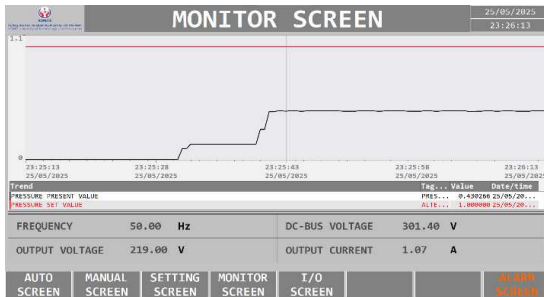 MONITOR SCREEN
25/05/2025
23:26:13
1.1
0
23:25:13 23:25:28 23:25:43 23:25:58 23:26:13
25/05/2025 25/05/2025 25/05/2025 25/05/2025 25/05/2025
Trend Tag... Value Date/time
PRESSURE PRESENT VALUE PRES... 0.430266 25/05/20...
PRESSURE SET VALUE ALTE... 1.000000 25/05/20...
FREQUENCY 50.00 Hz DC-BUS VOLTAGE 301.40 V
OUTPUT VOLTAGE 219.00 V OUTPUT CURRENT 1.07 A
AUTO MANUAL SETTING MONITOR I/O ALARM
SCREEN SCREEN SCREEN SCREEN SCREEN SCREEN